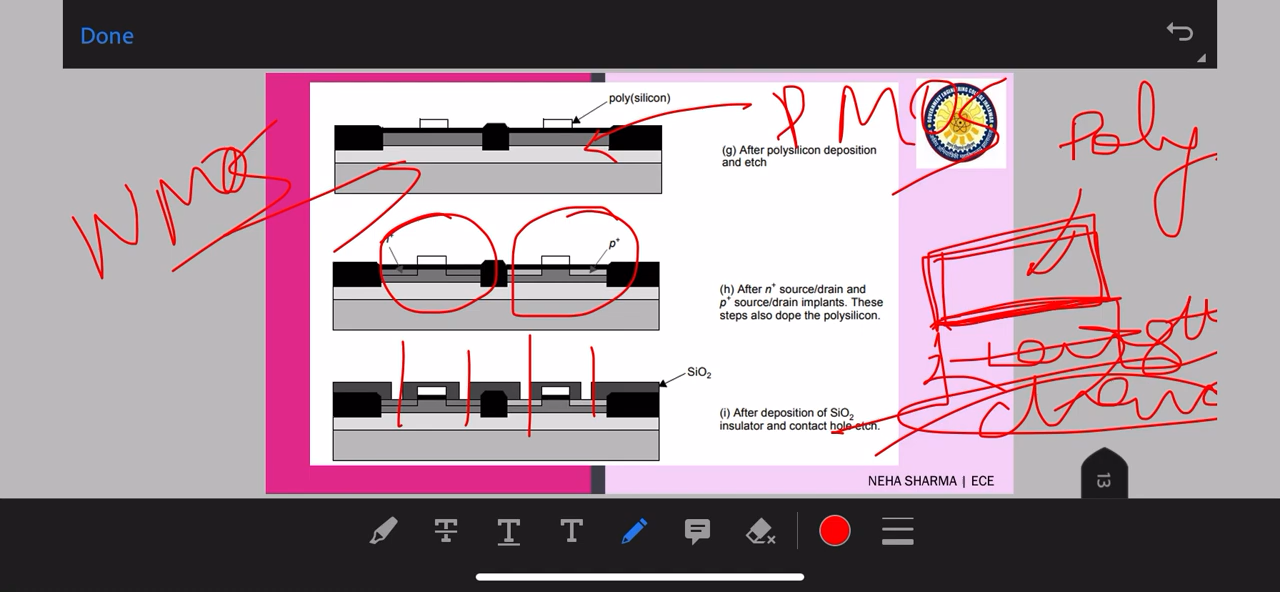 Done
poly(silicon)
PMOS
Poly
(g) After polysilicon deposition
and etch
NMOS
p+
(h) After n+ source/drain and
p+ source/drain implants. These
steps also dope the polysilicon.
SiO2
(i) After deposition of SiO2
insulator and contact hole etch.
NEHA SHARMA | ECE
13